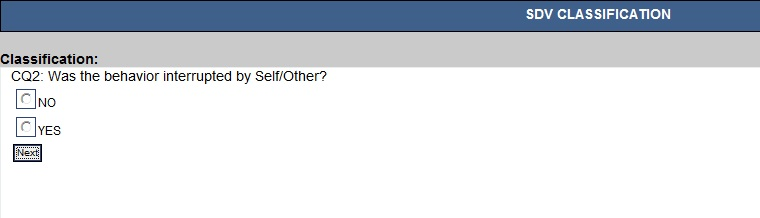 SDV CLASSIFICATION
Classification:
CQ2: Was the behavior interrupted by Self/Other?
NO
YES
Next